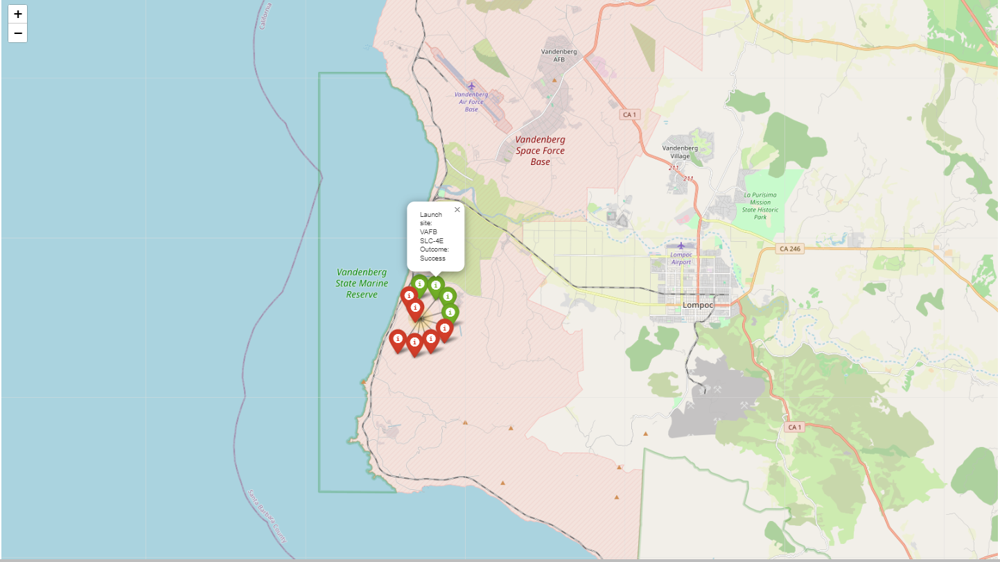 +
−
California
Vandenberg
AFB
Vandenberg
Air Force
Base
CA 1
Vandenberg
Space Force
Base
Vandenberg
Village
211
211
La Purisima
Mission
State Historic
Park
×
Launch
site:
VAFB
SLC-4E
Outcome:
Success
CA 246
Lompoc
Airport
Vandenberg
State Marine
Reserve
i
i
i
i
i
i
i
i
i
i
Lompoc
CA 1
Santa Barbara County